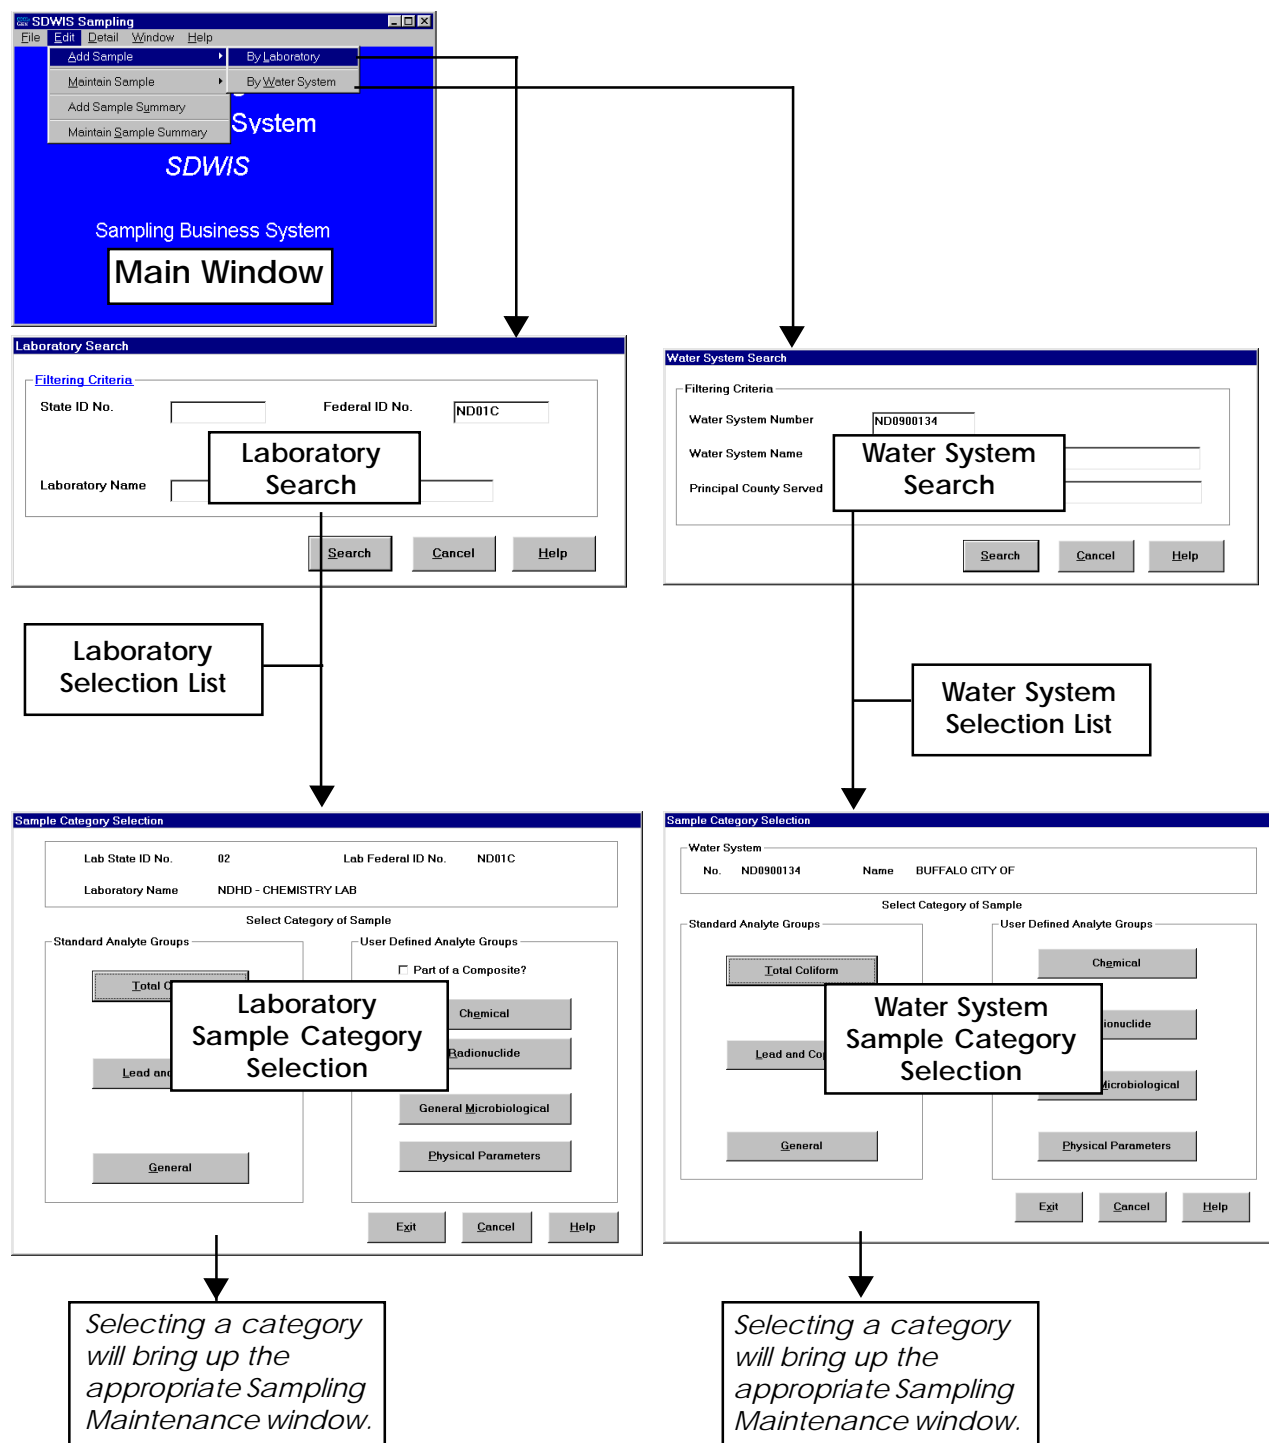 SDWIS Sampling
File Edit Detail Window Help
Add Sample
By Laboratory
Maintain Sample
By Water System
Add Sample Summary
Maintain Sample Summary
System
SDWIS
Sampling Business System
Main Window
Laboratory Search
Filtering Criteria
State ID No.
Federal ID No.
ND01C
Laboratory Name
Laboratory
Search
Search
Cancel
Help
Water System Search
Filtering Criteria
Water System Number
ND0900134
Water System Name
Principal County Served
Water System
Search
Search
Cancel
Help
Laboratory
Selection List
Water System
Selection List
Sample Category Selection
Lab State ID No. 02 Lab Federal ID No. ND01C
Laboratory Name NDHD - CHEMISTRY LAB
Select Category of Sample
Standard Analyte Groups
User Defined Analyte Groups
Part of a Composite?
Total C
Chemical
Radionuclide
Lead and
General Microbiological
Physical Parameters
General
Laboratory
Sample Category
Selection
Exit
Cancel
Help
Sample Category Selection
Water System
No. ND0900134 Name BUFFALO CITY OF
Select Category of Sample
Standard Analyte Groups
User Defined Analyte Groups
Total Coliform
Chemical
ionuclide
Lead and Co
Microbiological
General
Physical Parameters
Water System
Sample Category
Selection
Exit
Cancel
Help
Selecting a category
will bring up the
appropriate Sampling
Maintenance window.
Selecting a category
will bring up the
appropriate Sampling
Maintenance window.